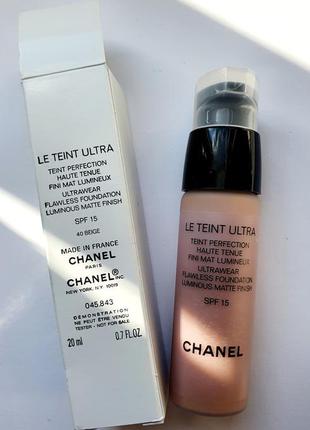 LE TEINT ULTRA
TEINT PERFECTION
HAUTE TENUE
FINI MAT LUMINEUX
ULTRAWEAR
FLAWLESS FOUNDATION
LUMINOUS MATTE FINISH
SPF 15
40 BEIGE
MADE IN FRANCE
CHANEL
PARIS
CHANEL® INC.
NEW YORK, N.Y. 10019
045.843
DÉMONSTRATION
NE PEUT ÊTRE VENDU
TESTER - NOT FOR SALE
20 ml 0.7 FL.OZ.
LE TEINT ULTRA
TEINT PERFECTION
HAUTE TENUE
FINI MAT LUMINEUX
ULTRAWEAR
FLAWLESS FOUNDATION
LUMINOUS MATTE FINISH
SPF 15
CHANEL